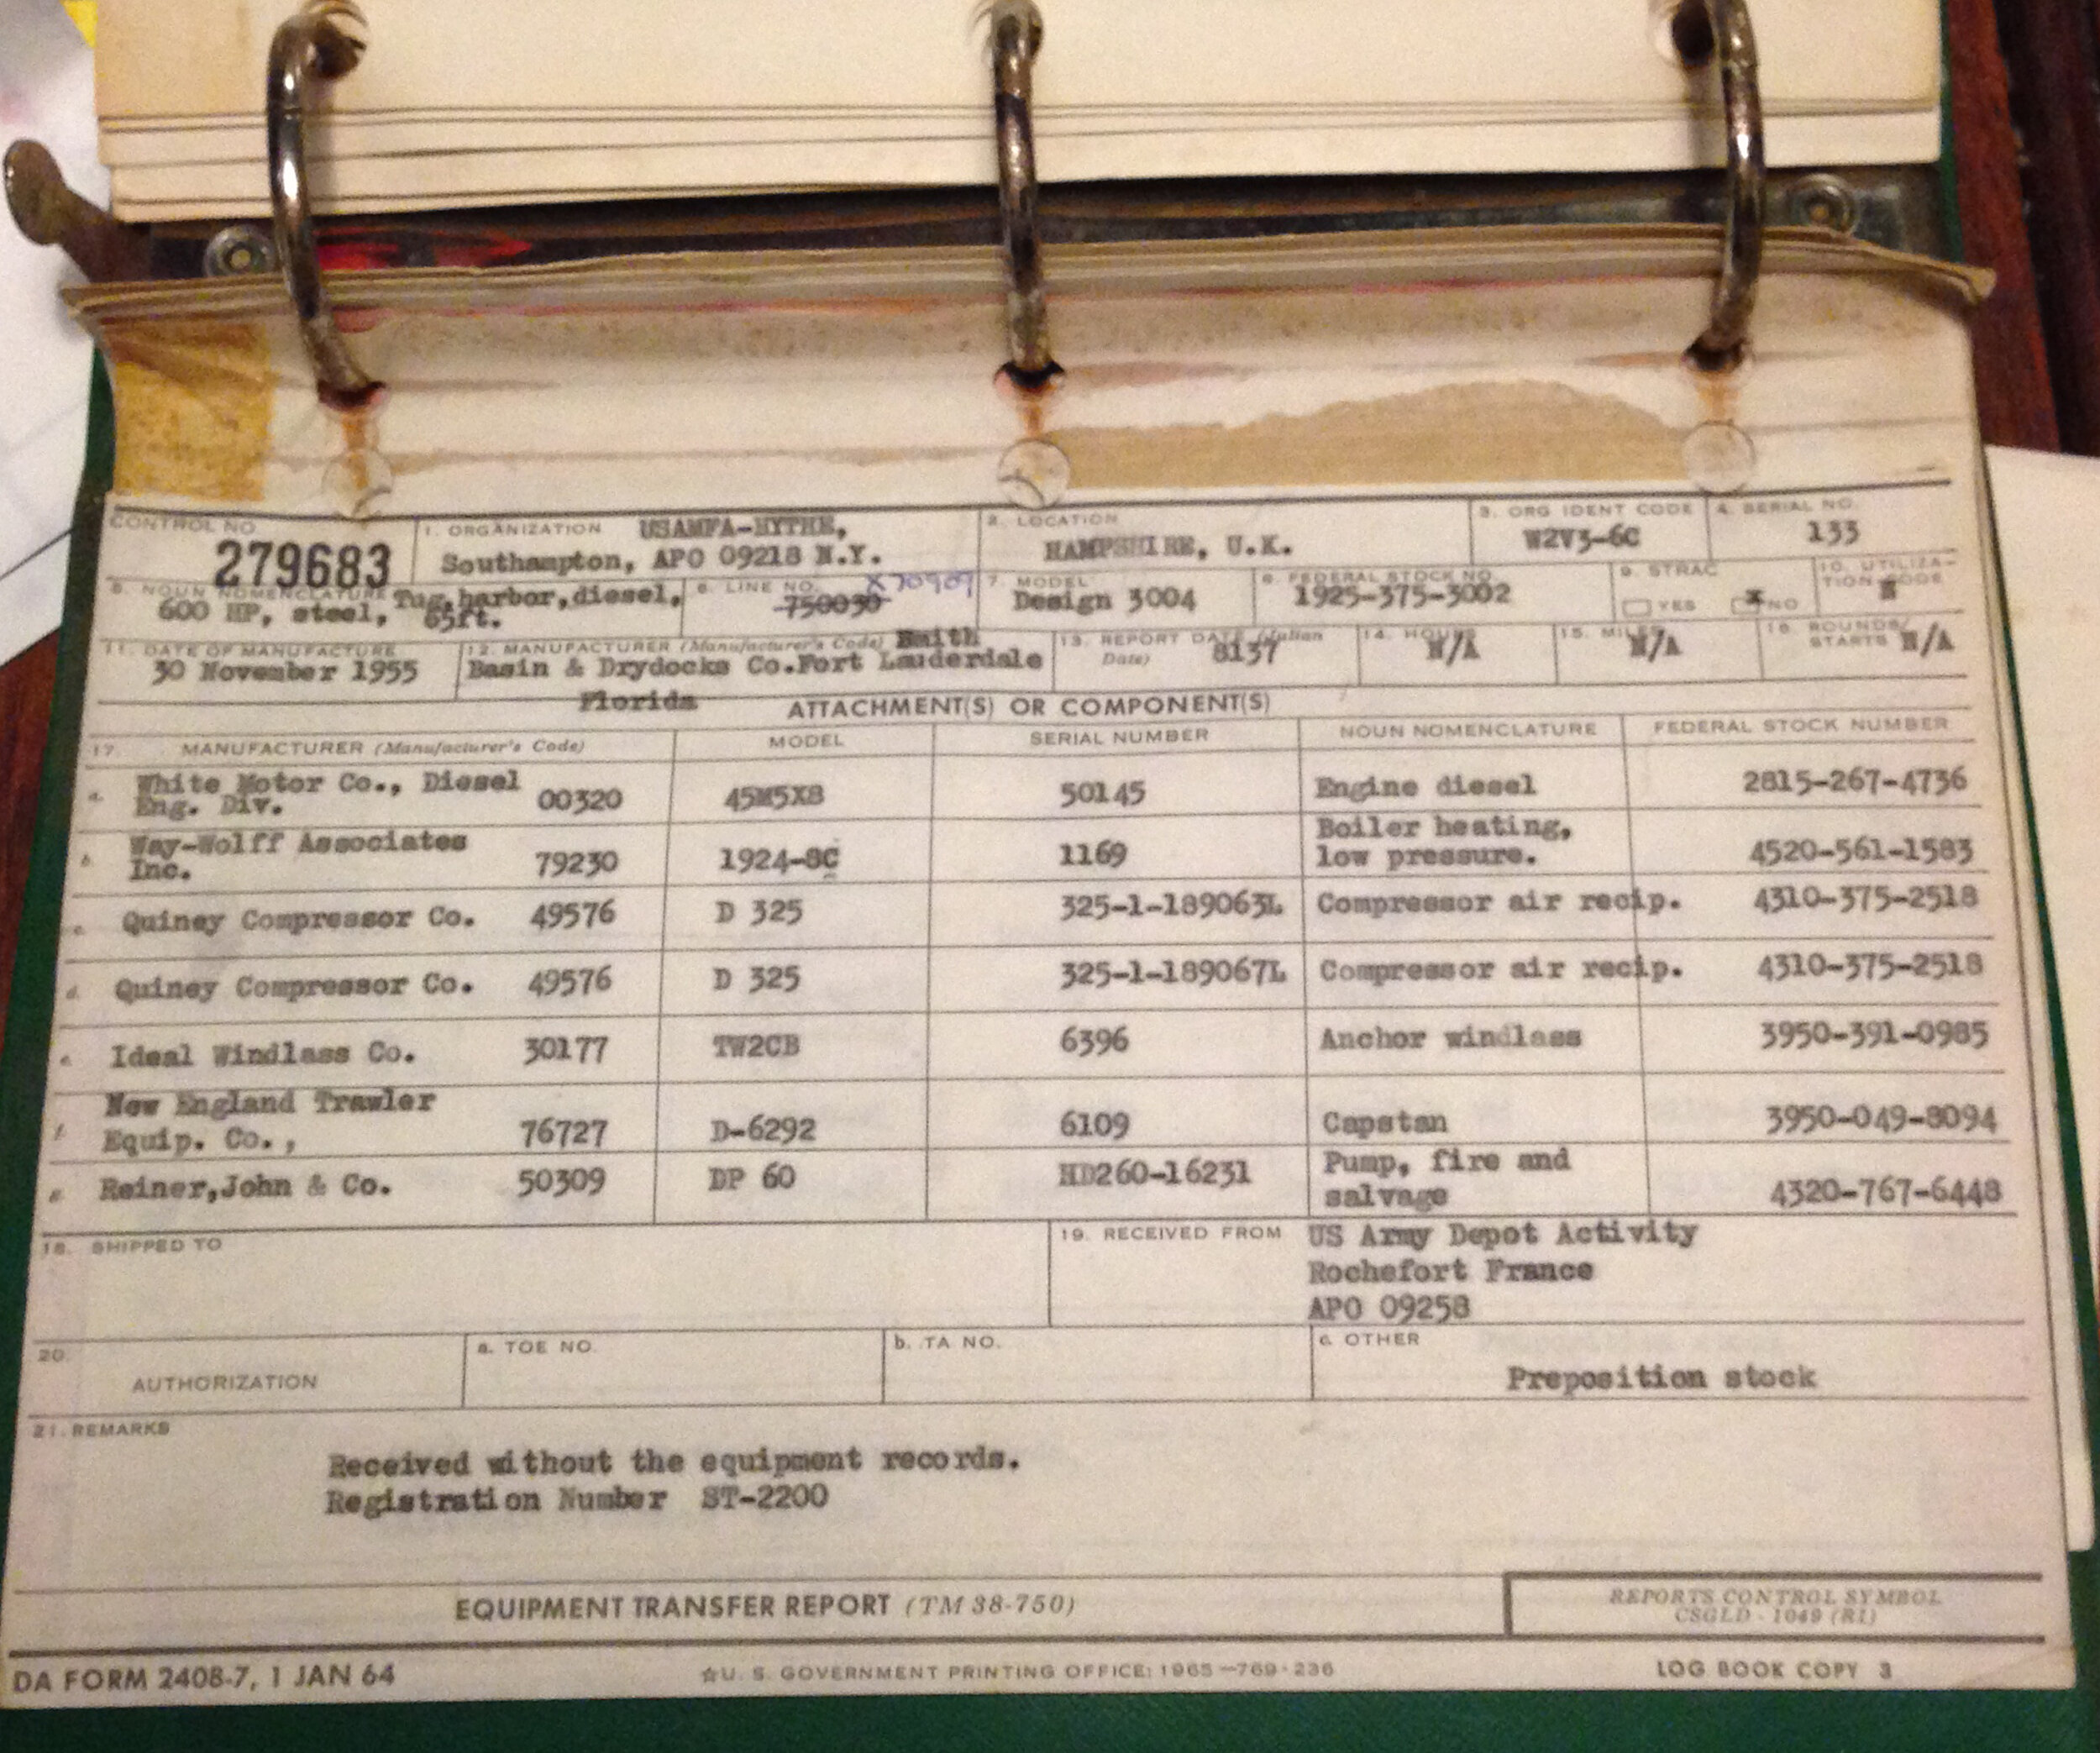 CONTROL NO
279683
1. ORGANIZATION USAMFA-HYTHE,
Southampton, APO 09218 N.Y.
2. LOCATION
HAMPSHIRE, U.K.
3. ORG IDENT CODE
W2V3-6C
4. SERIAL NO.
133
5. NOUN NOMENCLATURE Tug, harbor, diesel,
600 HP, steel, 65ft.
6. LINE NO.
750030
7. MODEL
Design 3004
8. FEDERAL STOCK NO.
1925-375-3002
9. STRAC
YES x NO
10. UTILIZA-
TION CODE
11. DATE OF MANUFACTURE
30 November 1955
12. MANUFACTURER (Manufacturer's Code)
Basin & Drydocks Co.Fort Lauderdale
Florida
13. REPORT DATE (Julian
Date) 8137
14. HOURS
N/A
15. MILES
N/A
16. ROUNDS/
STARTS N/A
ATTACHMENT(S) OR COMPONENT(S)
17. MANUFACTURER (Manufacturer's Code) MODEL SERIAL NUMBER NOUN NOMENCLATURE FEDERAL STOCK NUMBER
a. White Motor Co., Diesel
Eng. Div. 00320 45M5X8 50145 Engine diesel 2815-267-4736
b. Way-Wolff Associates
Inc. 79230 1924-8C 1169 Boiler heating,
low pressure. 4520-561-1583
c. Quiney Compressor Co. 49576 D 325 325-1-189063L Compressor air recip. 4310-375-2518
d. Quiney Compressor Co. 49576 D 325 325-1-189067L Compressor air recip. 4310-375-2518
e. Ideal Windlass Co. 30177 TW2CB 6396 Anchor windlass 3950-391-0985
f. New England Trawler
Equip. Co., 76727 D-6292 6109 Capstan 3950-049-8094
g. Reiner,John & Co. 50309 DP 60 HD260-16231 Pump, fire and
salvage 4320-767-6448
18. SHIPPED TO
19. RECEIVED FROM US Army Depot Activity
Rochefort France
APO 09258
20.
AUTHORIZATION
a. TOE NO.
b. TA NO.
c. OTHER
Preposition stock
21. REMARKS
Received without the equipment records.
Registration Number ST-2200
EQUIPMENT TRANSFER REPORT (TM 38-750)
REPORTS CONTROL SYMBOL
CSGLD - 1049 (R1)
DA FORM 2408-7, 1 JAN 64
☆U. S. GOVERNMENT PRINTING OFFICE: 1965—769-236
LOG BOOK COPY 3